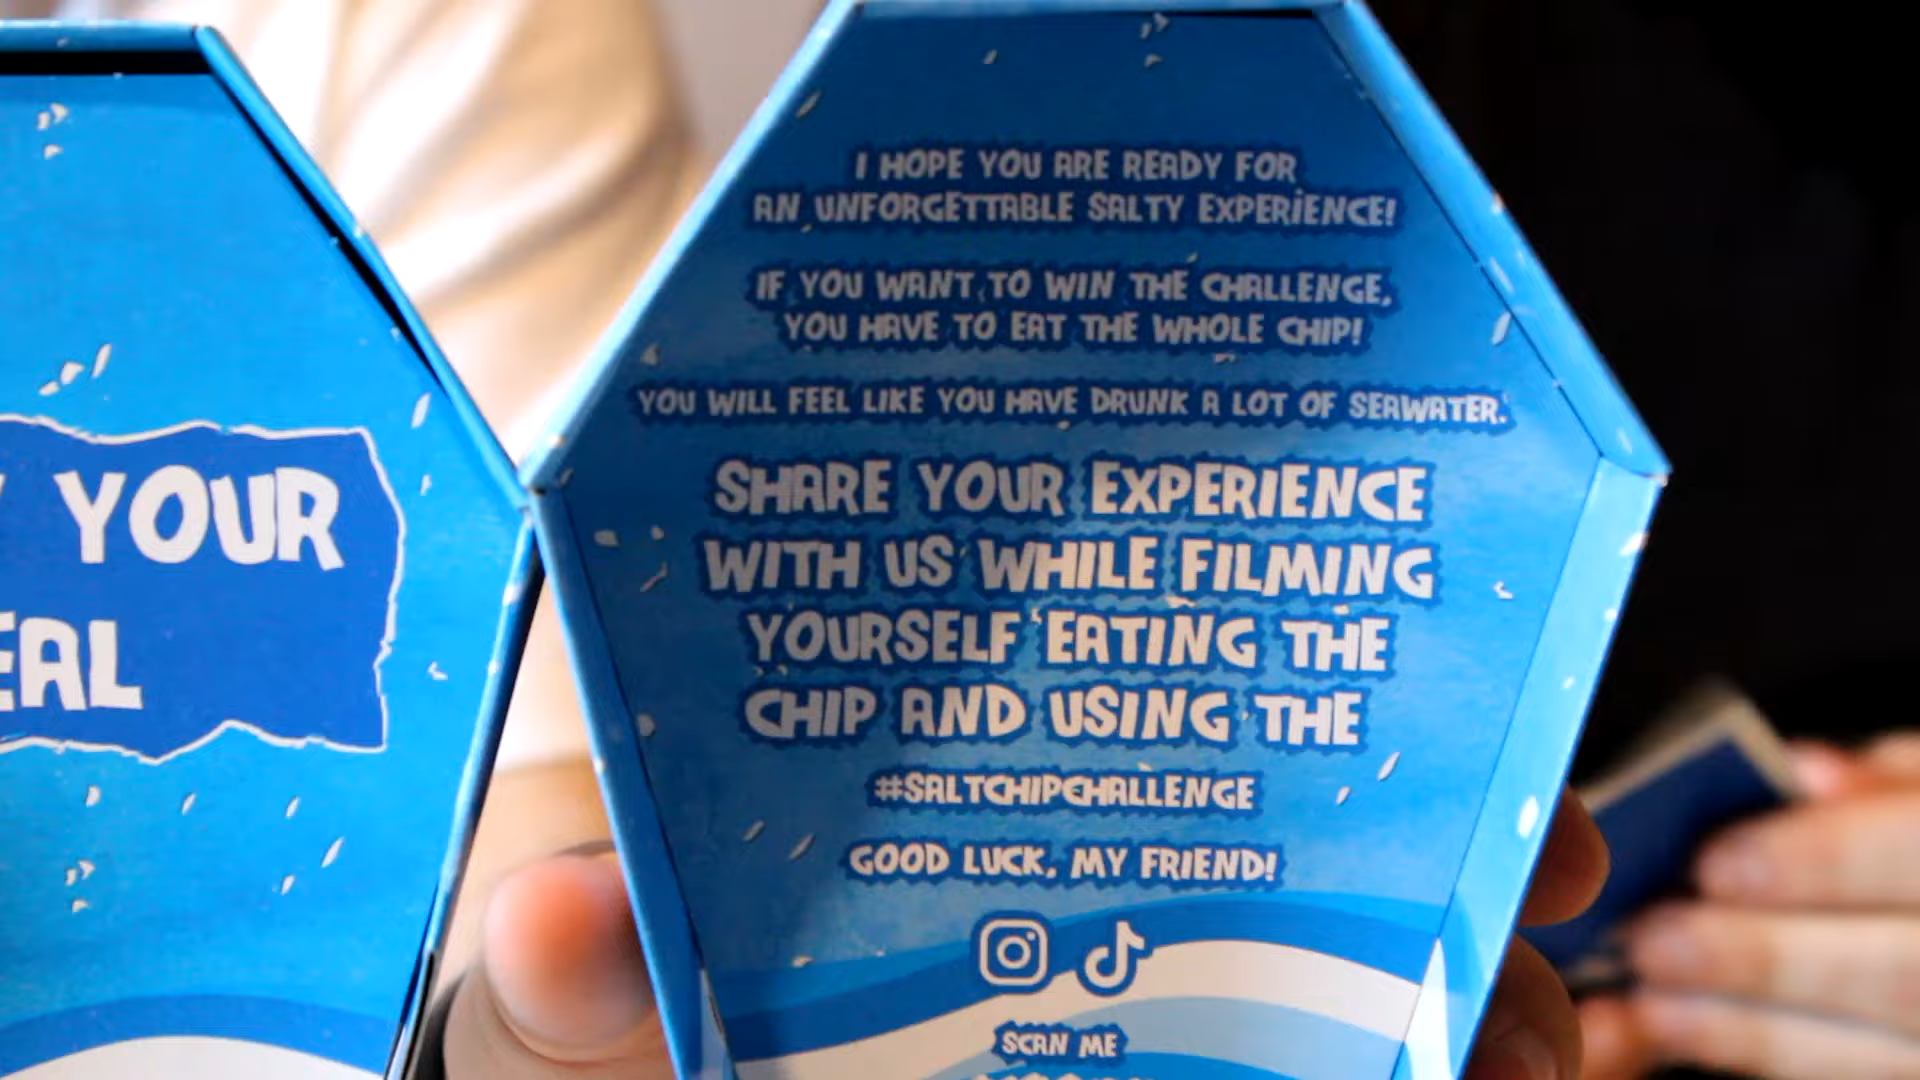 YOUR
EAL
I HOPE YOU ARE READY FOR
AN UNFORGETTABLE SALTY EXPERIENCE!
IF YOU WANT TO WIN THE CHALLENGE,
YOU HAVE TO EAT THE WHOLE CHIP!
YOU WILL FEEL LIKE YOU HAVE DRUNK A LOT OF SEAWATER.
SHARE YOUR EXPERIENCE
WITH US WHILE FILMING
YOURSELF EATING THE
CHIP AND USING THE
#SALTCHIPCHALLENGE
GOOD LUCK, MY FRIEND!
SCAN ME